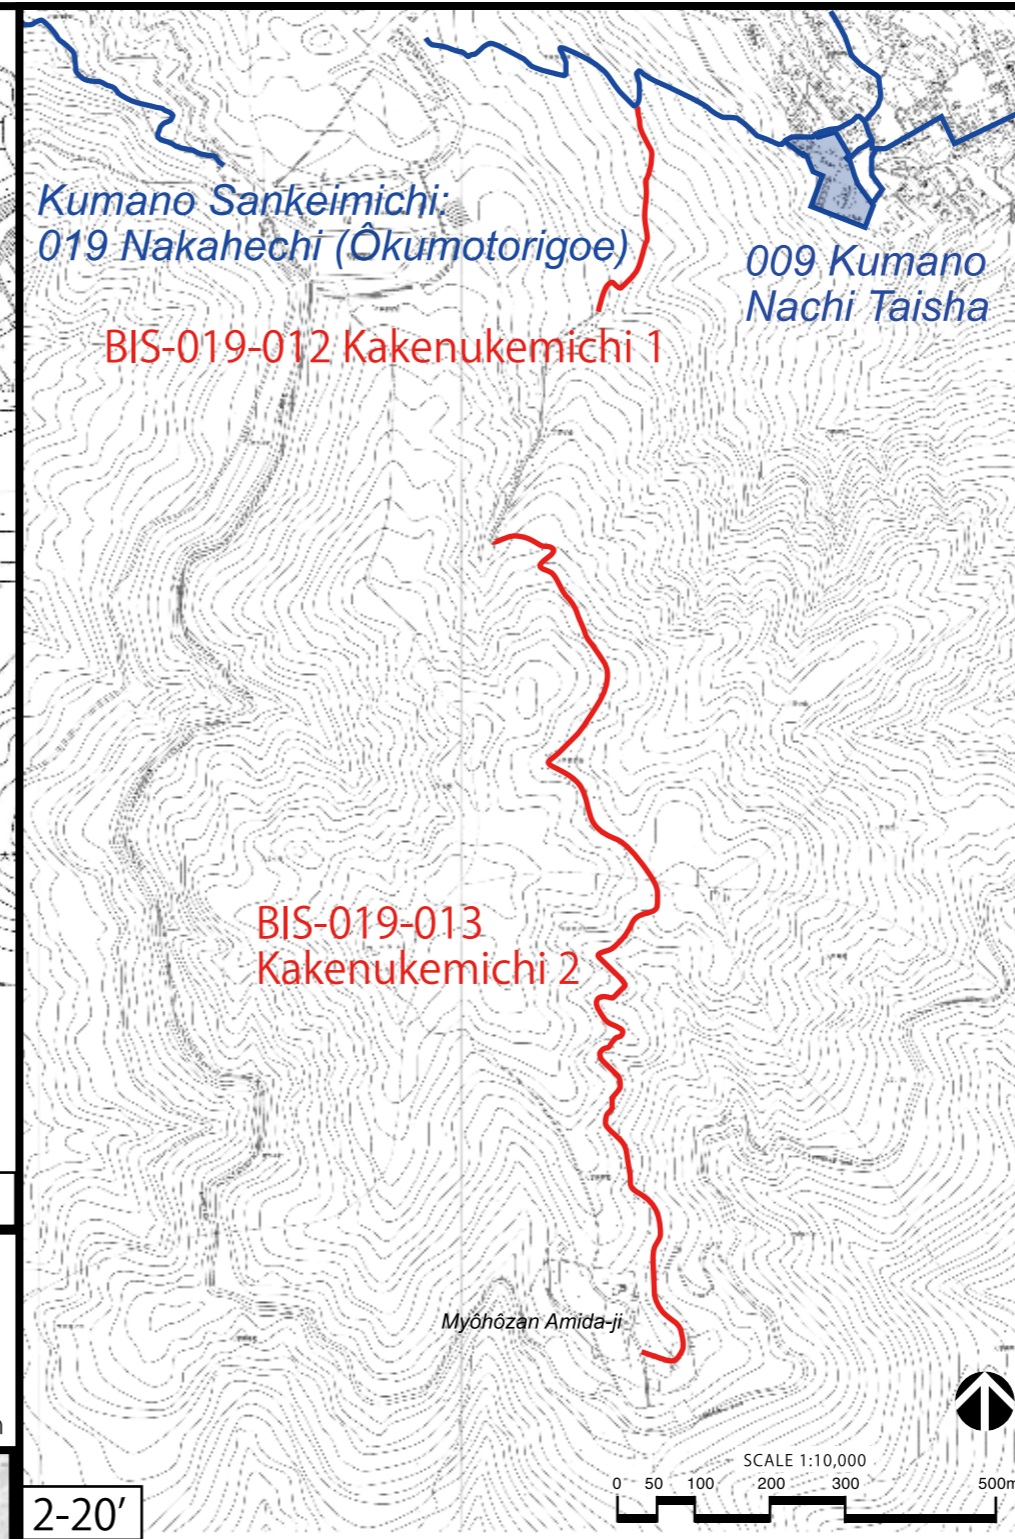 Kumano Sankeimichi:
019 Nakahechi (Ôkumotorigoe)
009 Kumano
Nachi Taisha
BIS-019-012 Kakenukemichi 1
BIS-019-013
Kakenukemichi 2
Myôhôzan Amida-ji
SCALE 1:10,000
0 50 100 200 300 500m
2-20′